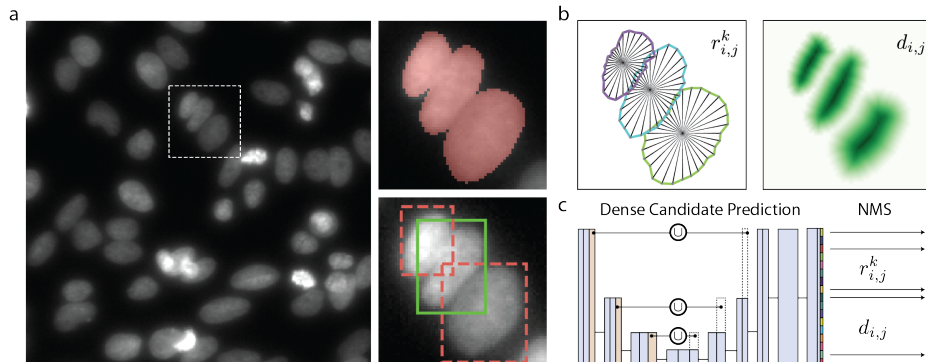 a
b
r^k_{i,j}
d_{i,j}
c
Dense Candidate Prediction
NMS
∪
r^k_{i,j}
∪
∪
d_{i,j}